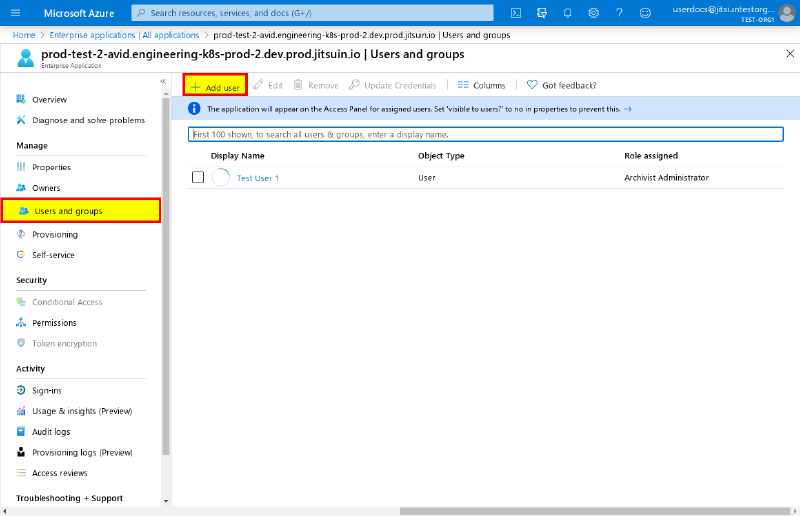 Microsoft Azure
Search resources, services, and docs (G+/)
userdocs@jitsiuntestorg...
TEST-ORG1
Home > Enterprise applications | All applications > prod-test-2-avid.engineering-k8s-prod-2.dev.prod.jitsuin.io | Users and groups
prod-test-2-avid.engineering-k8s-prod-2.dev.prod.jitsuin.io | Users and groups
Enterprise Application
Overview
Diagnose and solve problems
Manage
Properties
Owners
Users and groups
Provisioning
Self-service
Security
Conditional Access
Permissions
Token encryption
Activity
Sign-ins
Usage & insights (Preview)
Audit logs
Provisioning logs (Preview)
Access reviews
Troubleshooting + Support
+ Add user
Edit
Remove
Update Credentials
Columns
Got feedback?
The application will appear on the Access Panel for assigned users. Set 'visible to users?' to no in properties to prevent this. →
First 100 shown, to search all users & groups, enter a display name.
Display Name Object Type Role assigned
Test User 1 User Archivist Administrator